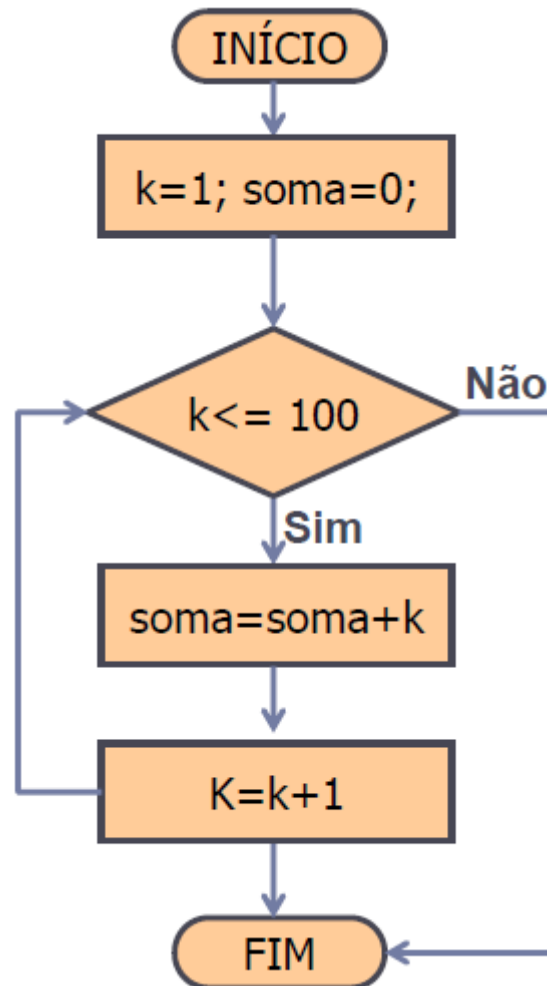 INÍCIO
k=1; soma=0;
k<= 100
Não
Sim
soma=soma+k
K=k+1
FIM